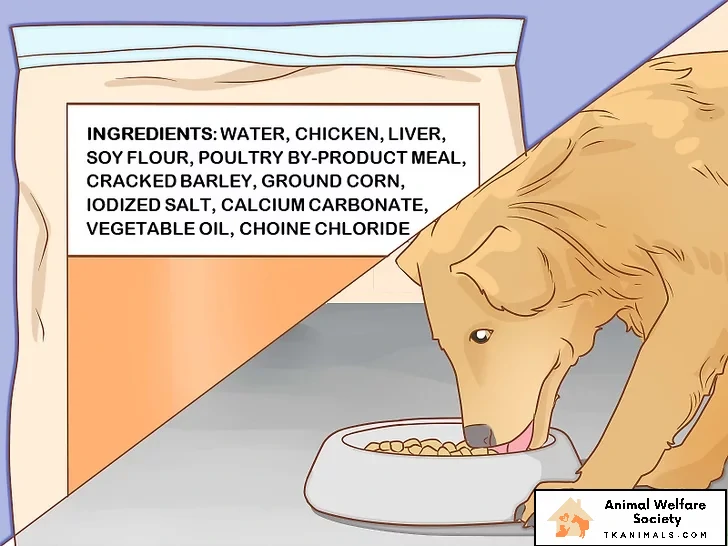 INGREDIENTS: WATER, CHICKEN, LIVER,
SOY FLOUR, POULTRY BY-PRODUCT MEAL,
CRACKED BARLEY, GROUND CORN,
IODIZED SALT, CALCIUM CARBONATE,
VEGETABLE OIL, CHOINE CHLORIDE
Animal Welfare
Society
TKANIMALS.COM